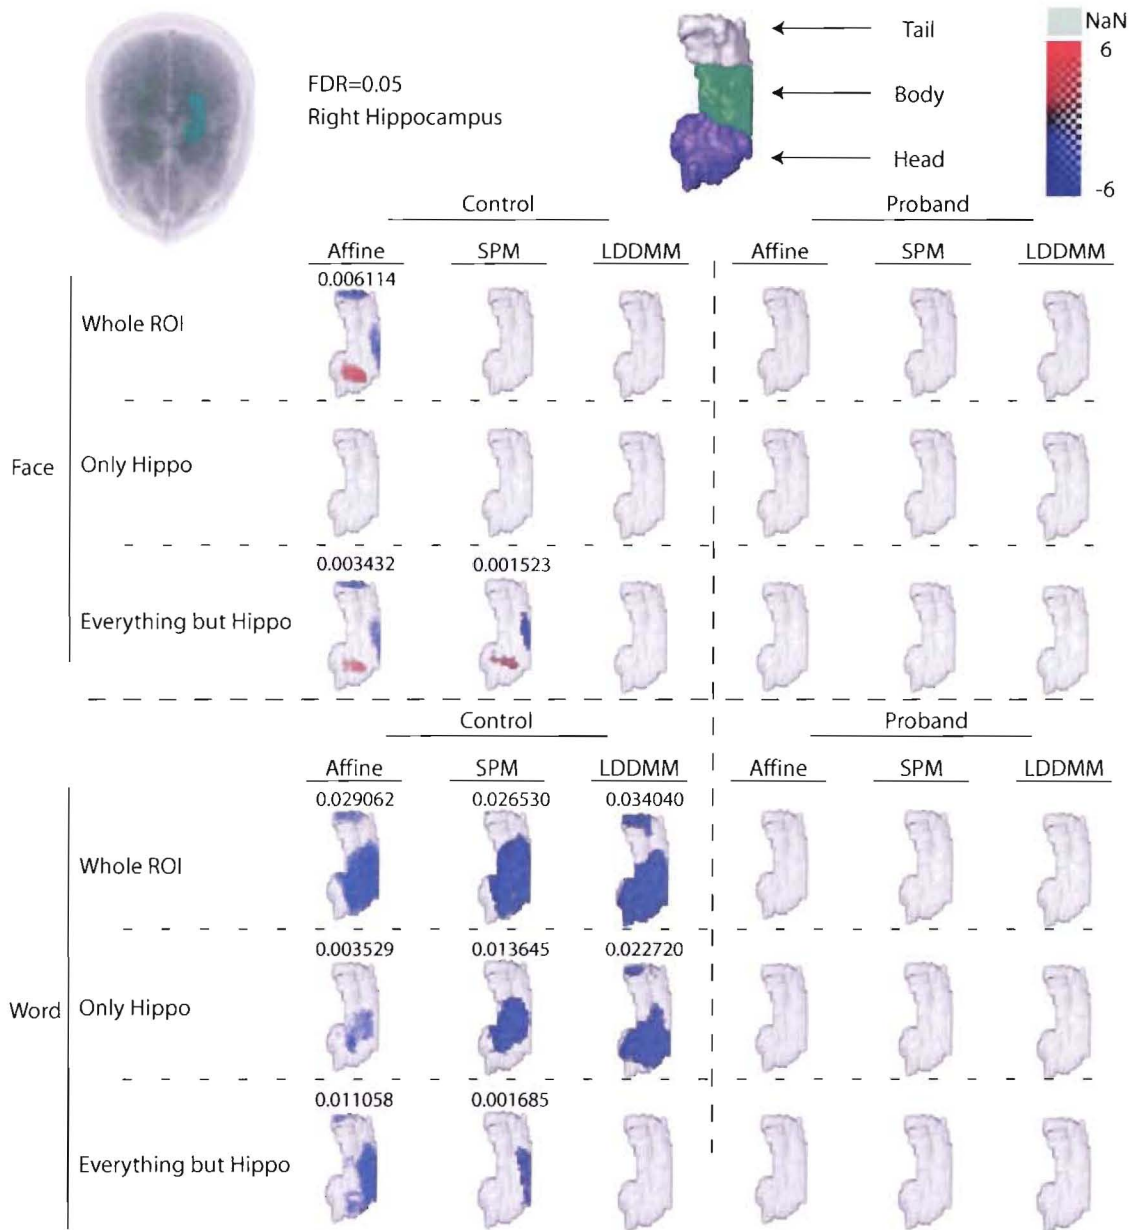 NaN
6
-6
FDR=0.05
Right Hippocampus
Tail
Body
Head
Control Proband
Affine SPM LDDMM Affine SPM LDDMM
0.006114
Whole ROI
Face Only Hippo
0.003432 0.001523
Everything but Hippo
Control Proband
Affine SPM LDDMM Affine SPM LDDMM
0.029062 0.026530 0.034040
Whole ROI
0.003529 0.013645 0.022720
Word Only Hippo
0.011058 0.001685
Everything but Hippo